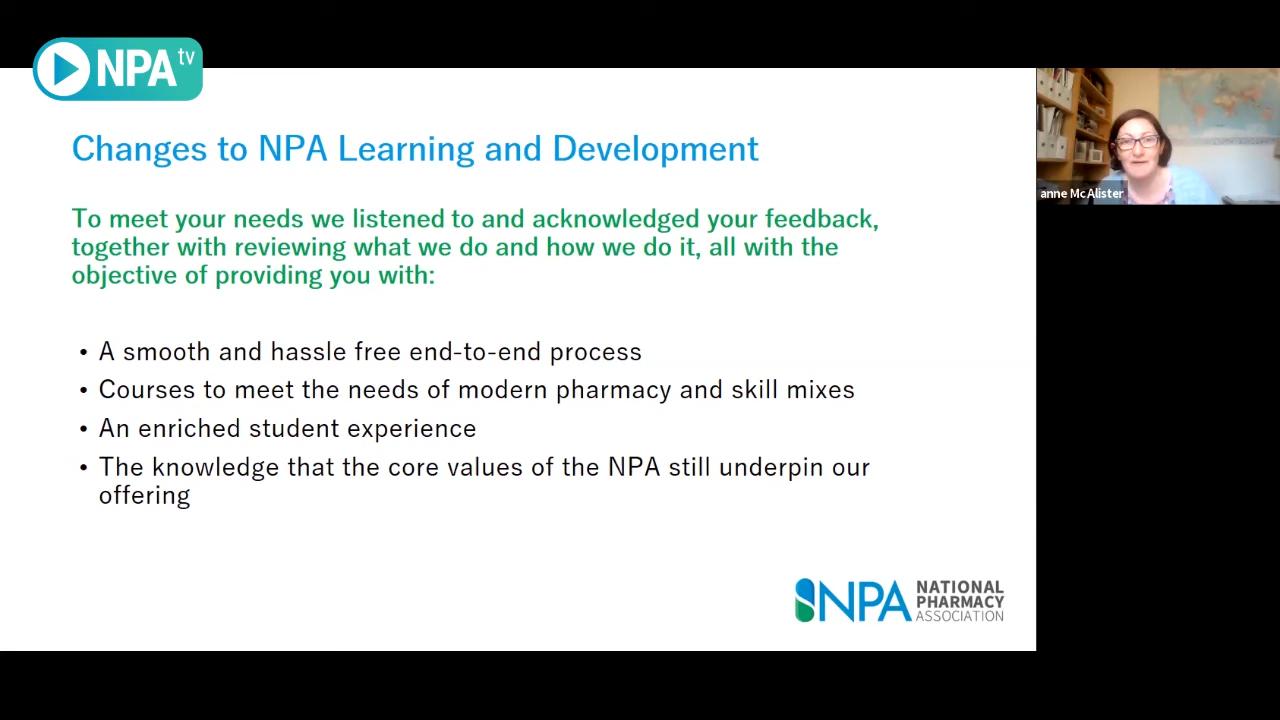 NPA tv
Changes to NPA Learning and Development
To meet your needs we listened to and acknowledged your feedback,
together with reviewing what we do and how we do it, all with the
objective of providing you with:
• A smooth and hassle free end-to-end process
• Courses to meet the needs of modern pharmacy and skill mixes
• An enriched student experience
• The knowledge that the core values of the NPA still underpin our
offering
anne McAlister
NPA
NATIONAL
PHARMACY
ASSOCIATION